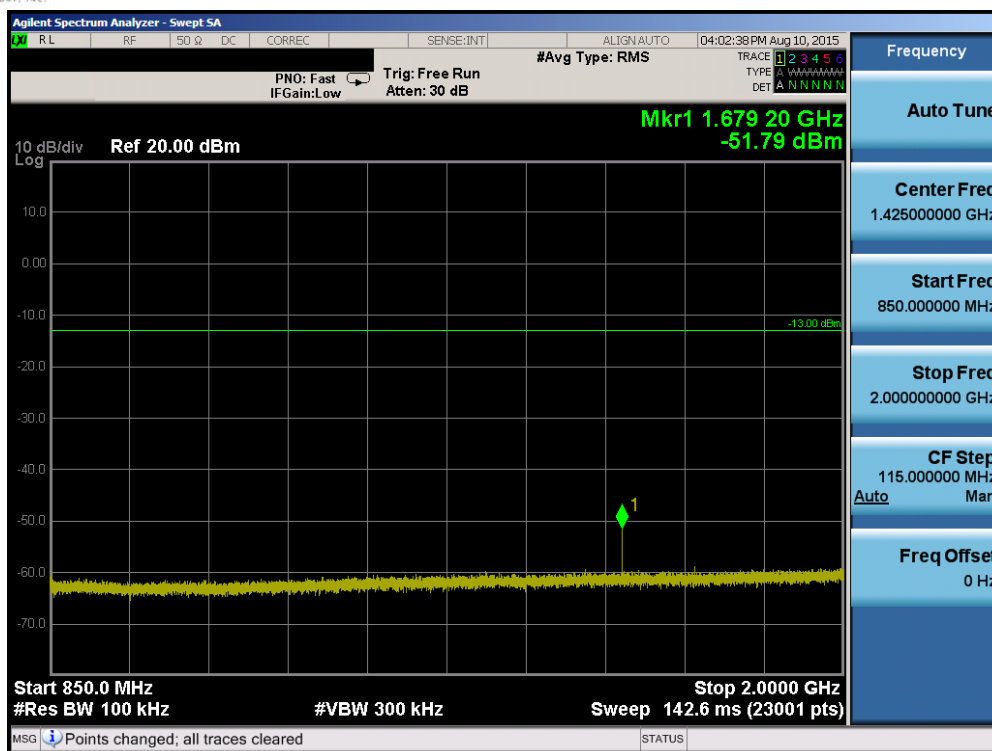 Agilent Spectrum Analyzer - Swept SA
LXI RL RF 50 Ω DC CORREC SENSE:INT ALIGN AUTO 04:02:38 PM Aug 10, 2015
PNO: Fast
IFGain:Low
Trig: Free Run
Atten: 30 dB
#Avg Type: RMS
TRACE 1 2 3 4 5 6
TYPE A
DET A N N N N N
Mkr1 1.679 20 GHz
-51.79 dBm
10 dB/div Ref 20.00 dBm
Log
10.0
0.00
-10.0
-13.00 dBm
-20.0
-30.0
-40.0
1
-50.0
-60.0
-70.0
Start 850.0 MHz Stop 2.0000 GHz
#Res BW 100 kHz #VBW 300 kHz Sweep 142.6 ms (23001 pts)
MSG Points changed; all traces cleared STATUS
Frequency
Auto Tune
Center Freq
1.425000000 GHz
Start Freq
850.000000 MHz
Stop Freq
2.000000000 GHz
CF Step
115.000000 MHz
Auto Man
Freq Offset
0 Hz